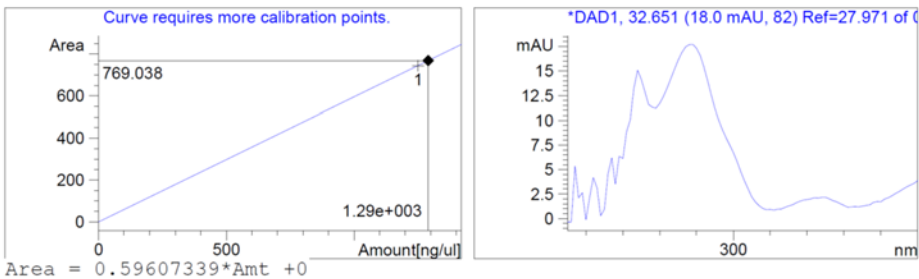 Curve requires more calibration points.
Area
769.038
1
600
400
200
0
1.29e+003
0
500
Amount[ng/ul]
Area = 0.59607339*Amt +0
*DAD1, 32.651 (18.0 mAU, 82) Ref=27.971 of
mAU
15
12.5
10
7.5
5
2.5
0
300
nm